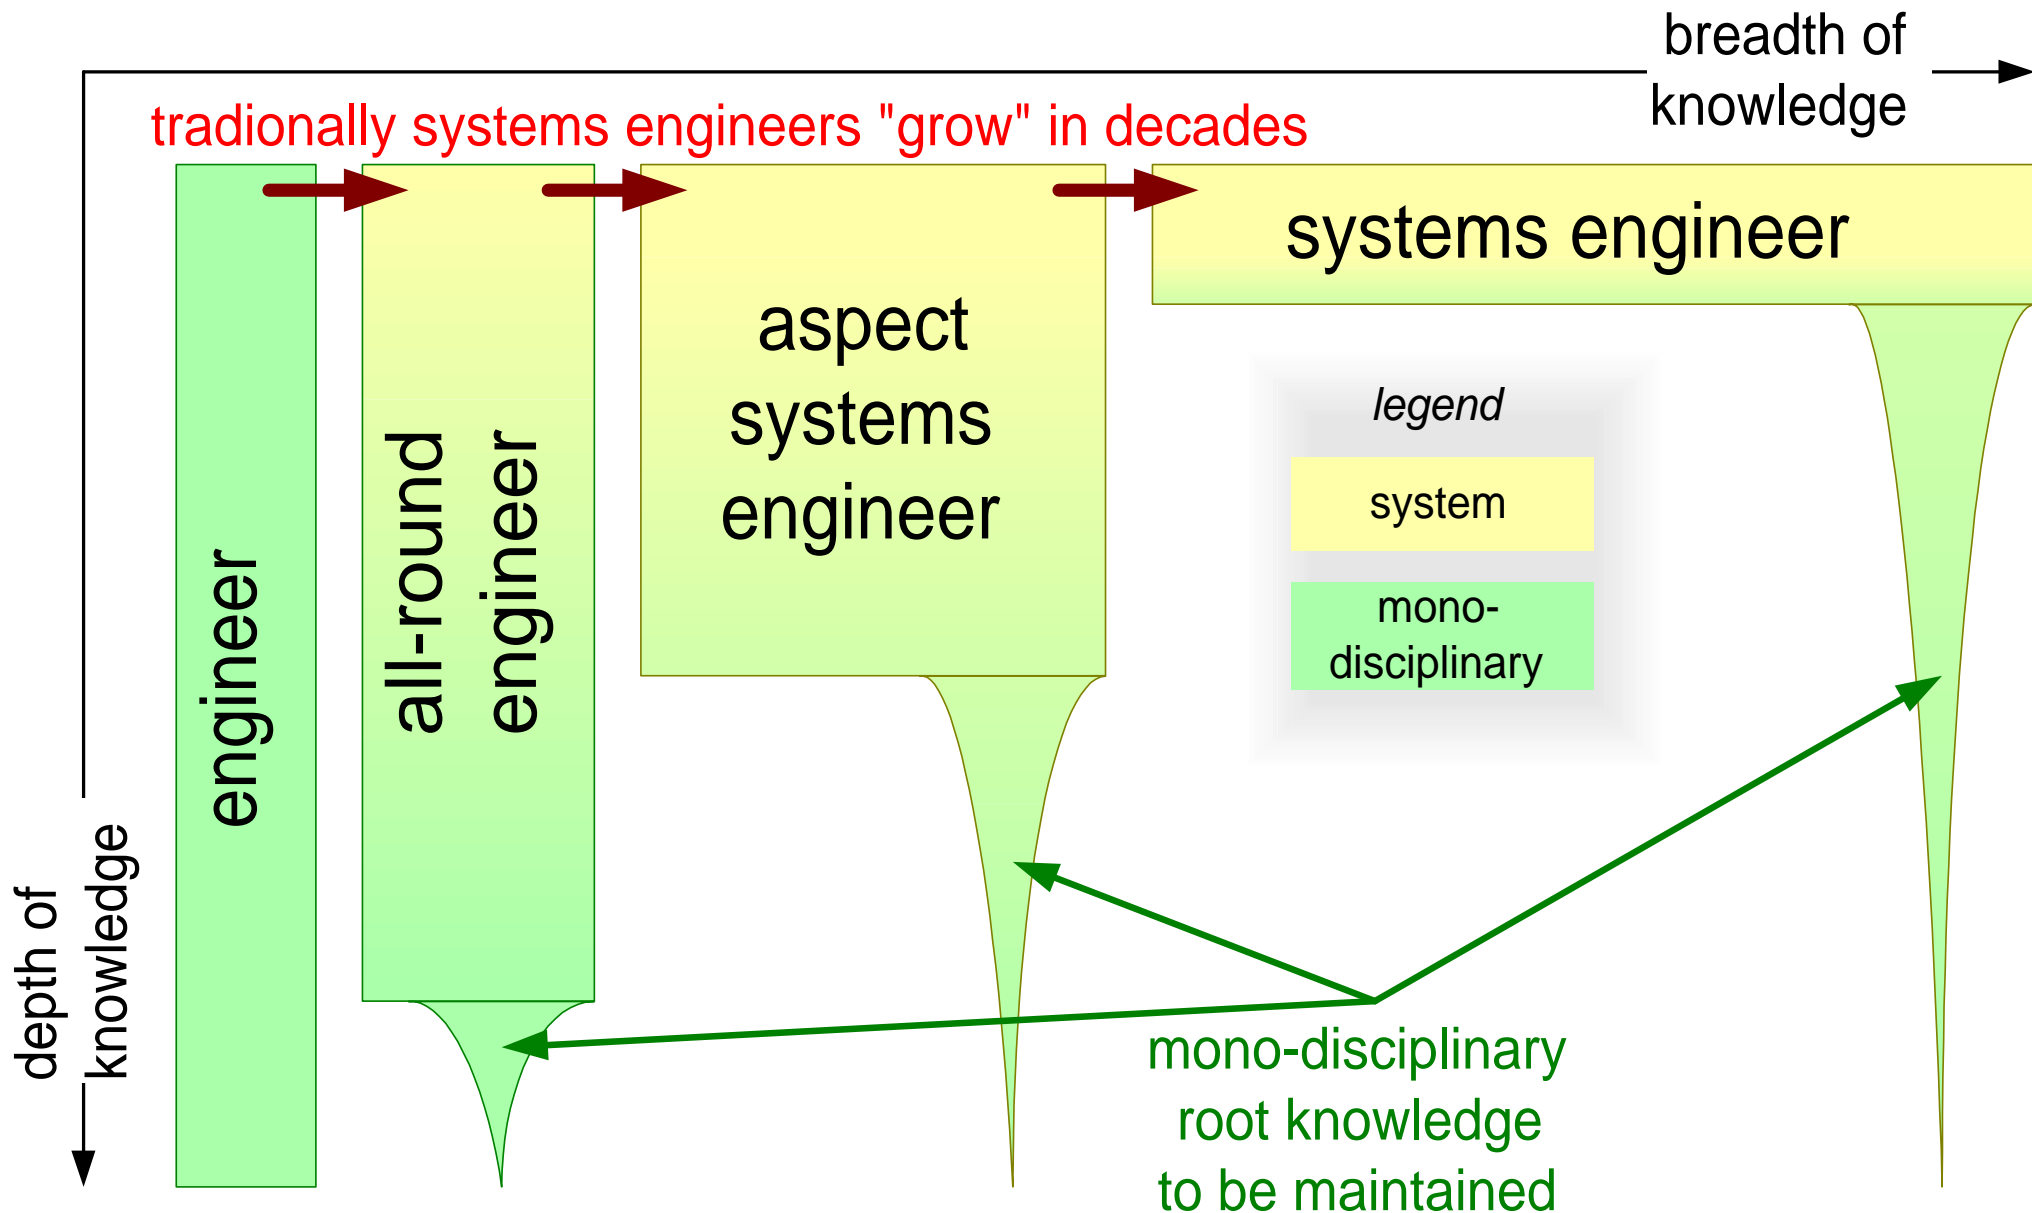 breadth of
knowledge
tradionally systems engineers "grow" in decades
engineer
all-round
engineer
aspect
systems
engineer
systems engineer
legend
system
mono-
disciplinary
depth of
knowledge
mono-disciplinary
root knowledge
to be maintained